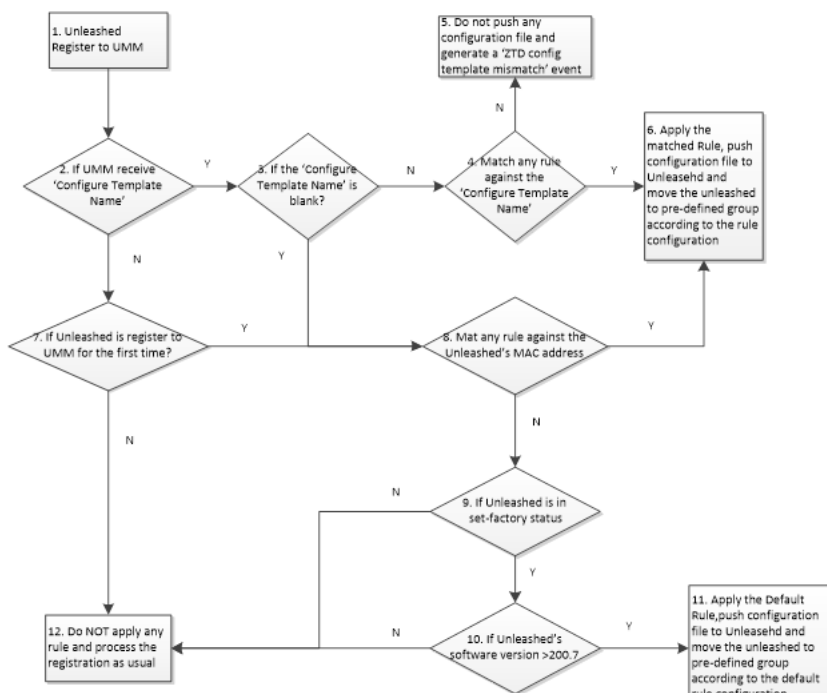 1. Unleashed
Register to UMM
5. Do not push any
configuration file and
generate a 'ZTD config
template mismatch' event
N
2. If UMM receive
'Configure Template
Name'
Y
3. If the 'Configure
Template Name' is
blank?
N
4. Match any rule
against the
'Configure Template
Name'
Y
6. Apply the
matched Rule, push
configuration file to
Unleasehd and
move the unleashed
to pre-defined group
according to the rule
configuration
N
Y
7. If Unleashed is register to
UMM for the first time?
Y
8. Mat any rule against the
Unleashed's MAC address
Y
N
N
9. If Unleashed is in
set-factory status
N
Y
12. Do NOT apply any
rule and process the
registration as usual
N
10. If Unleashed's
software version >200.7
Y
11. Apply the Default
Rule,push configuration
file to Unleasehd and
move the unleashed to
pre-defined group
according to the default
rule configuration